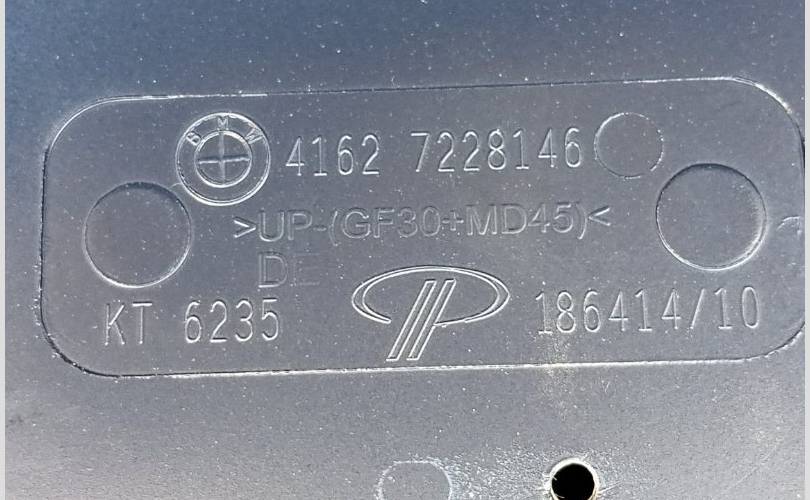 BMW 4162 7228146
>UP-(GF30+MD45)<
DE
KT 6235 186414/10